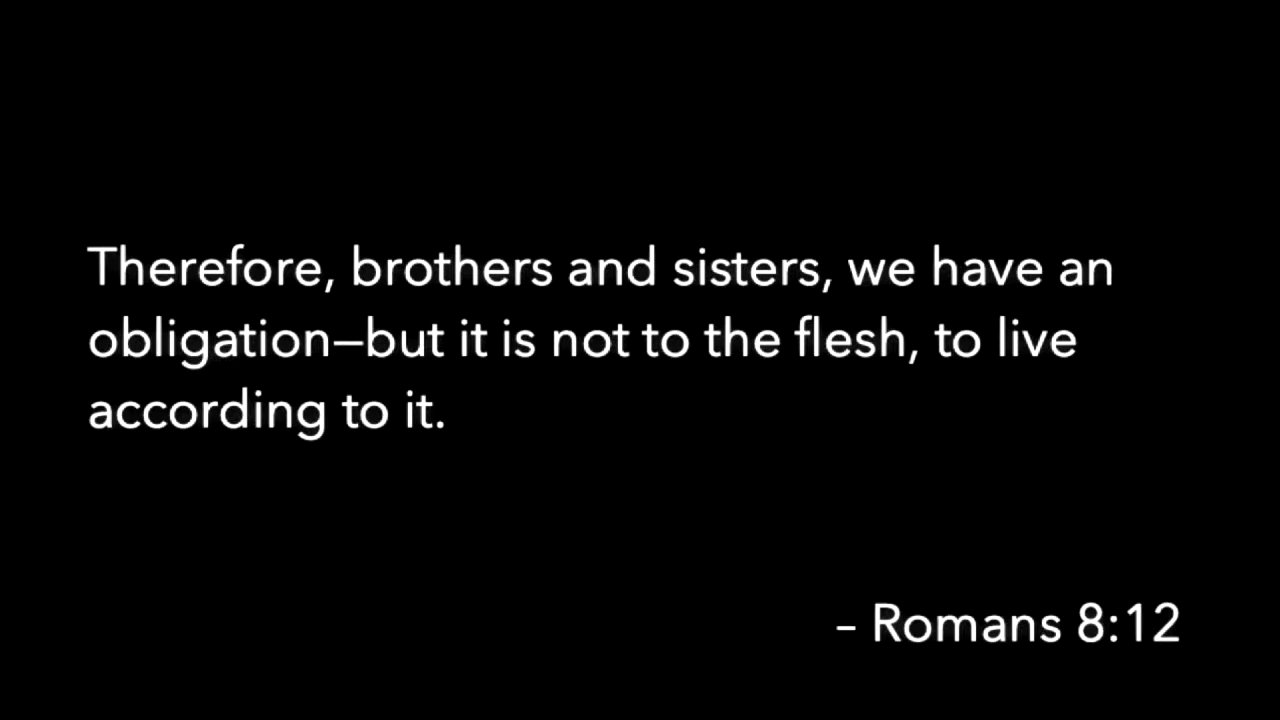 Therefore, brothers and sisters, we have an
obligation—but it is not to the flesh, to live
according to it.
– Romans 8:12